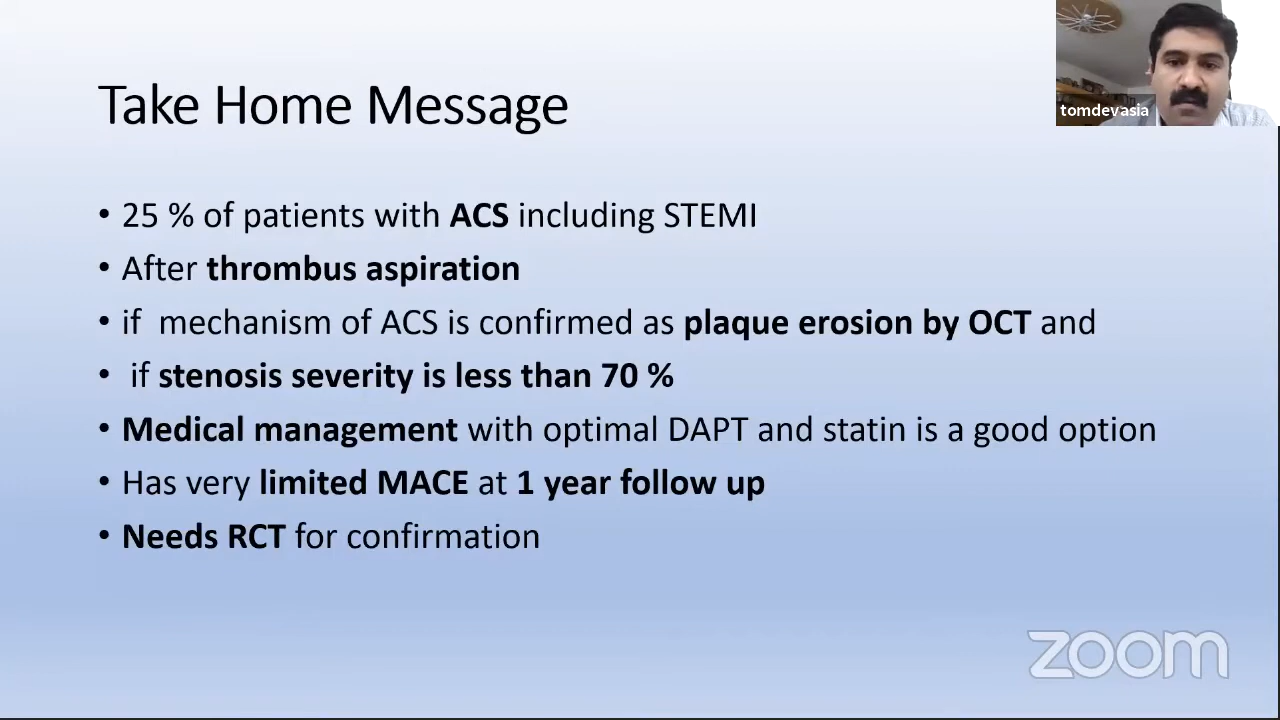 Take Home Message
tomdevasia
• 25 % of patients with ACS including STEMI
• After thrombus aspiration
• if  mechanism of ACS is confirmed as plaque erosion by OCT and
•  if stenosis severity is less than 70 %
• Medical management with optimal DAPT and statin is a good option
• Has very limited MACE at 1 year follow up
• Needs RCT for confirmation
zoom